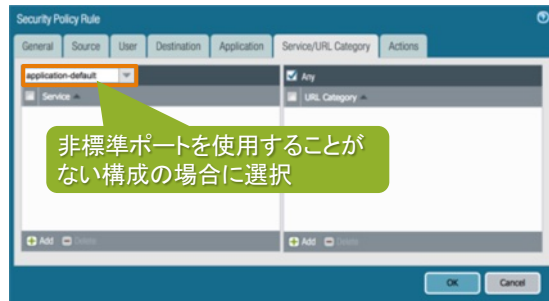 Security Policy Rule
General Source User Destination Application Service/URL Category Actions
application-default
Any
Service
URL Category
非標準ポートを使用することが
ない構成の場合に選択
Add Delete
Add Delete
OK Cancel